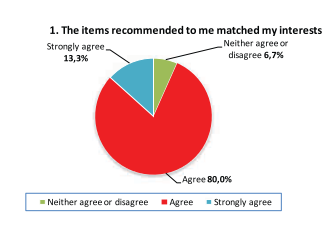 1. The items recommended to me matched my interests
Strongly agree
13,3%
Neither agree or
disagree 6,7%
Agree 80,0%
Neither agree or disagree Agree Strongly agree